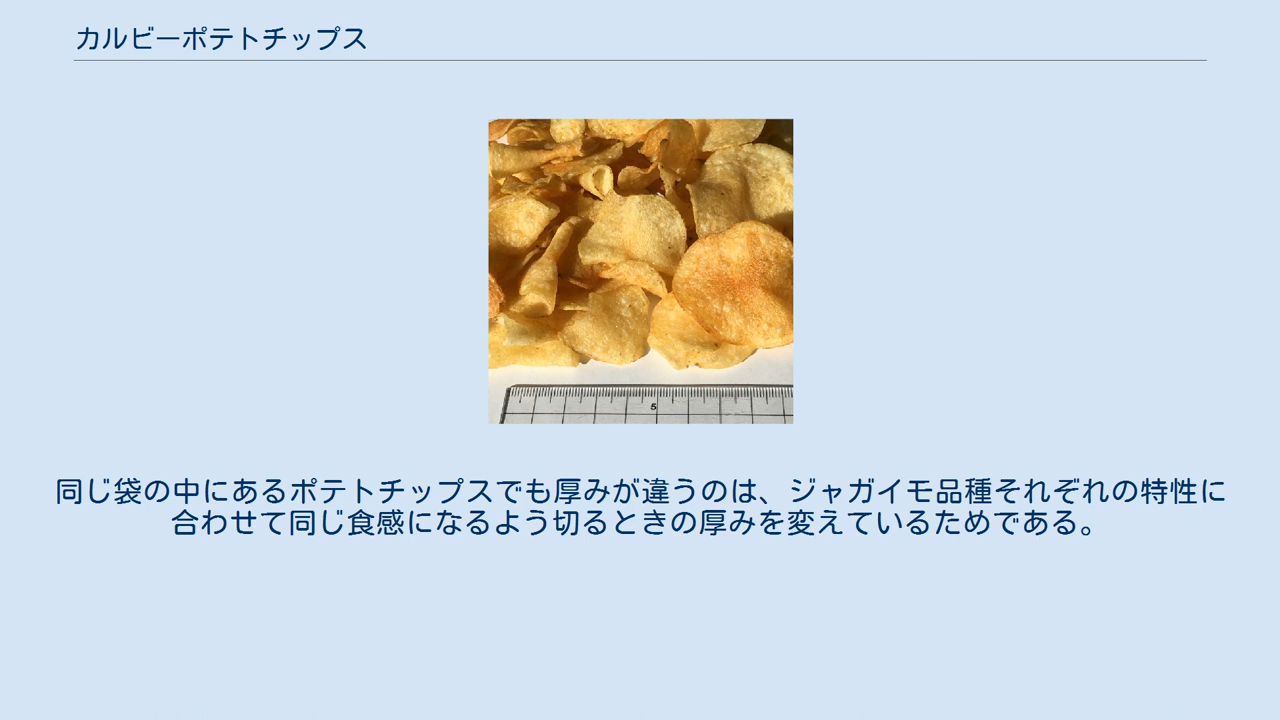 カルビーポテトチップス
5
同じ袋の中にあるポテトチップスでも厚みが違うのは、ジャガイモ品種それぞれの特性に
合わせて同じ食感になるよう切るときの厚みを変えているためである。